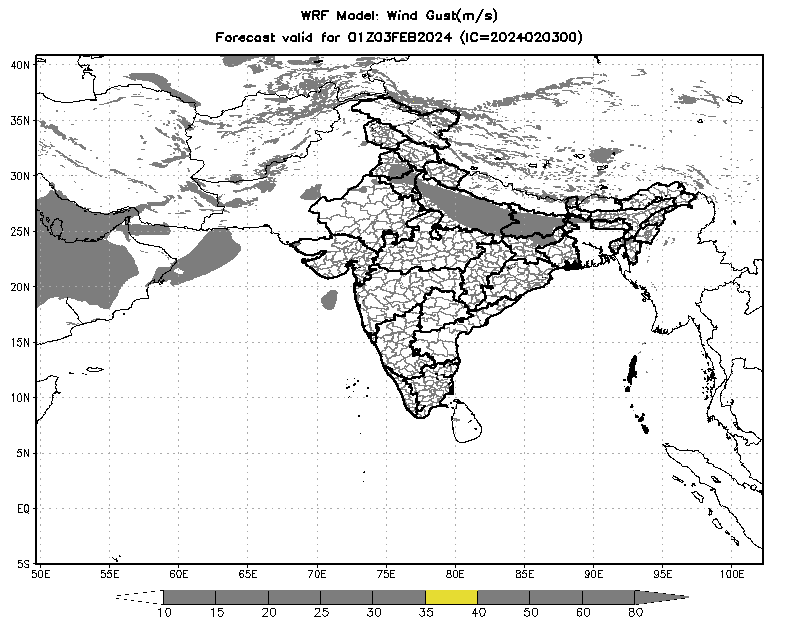 WRF Model: Wind Gust(m/s)
Forecast valid for 01Z03FEB2024 (IC=2024020300)
40N
35N
30N
25N
20N
15N
10N
5N
EQ
5S
50E 55E 60E 65E 70E 75E 80E 85E 90E 95E 100E
10 15 20 25 30 35 40 50 60 80